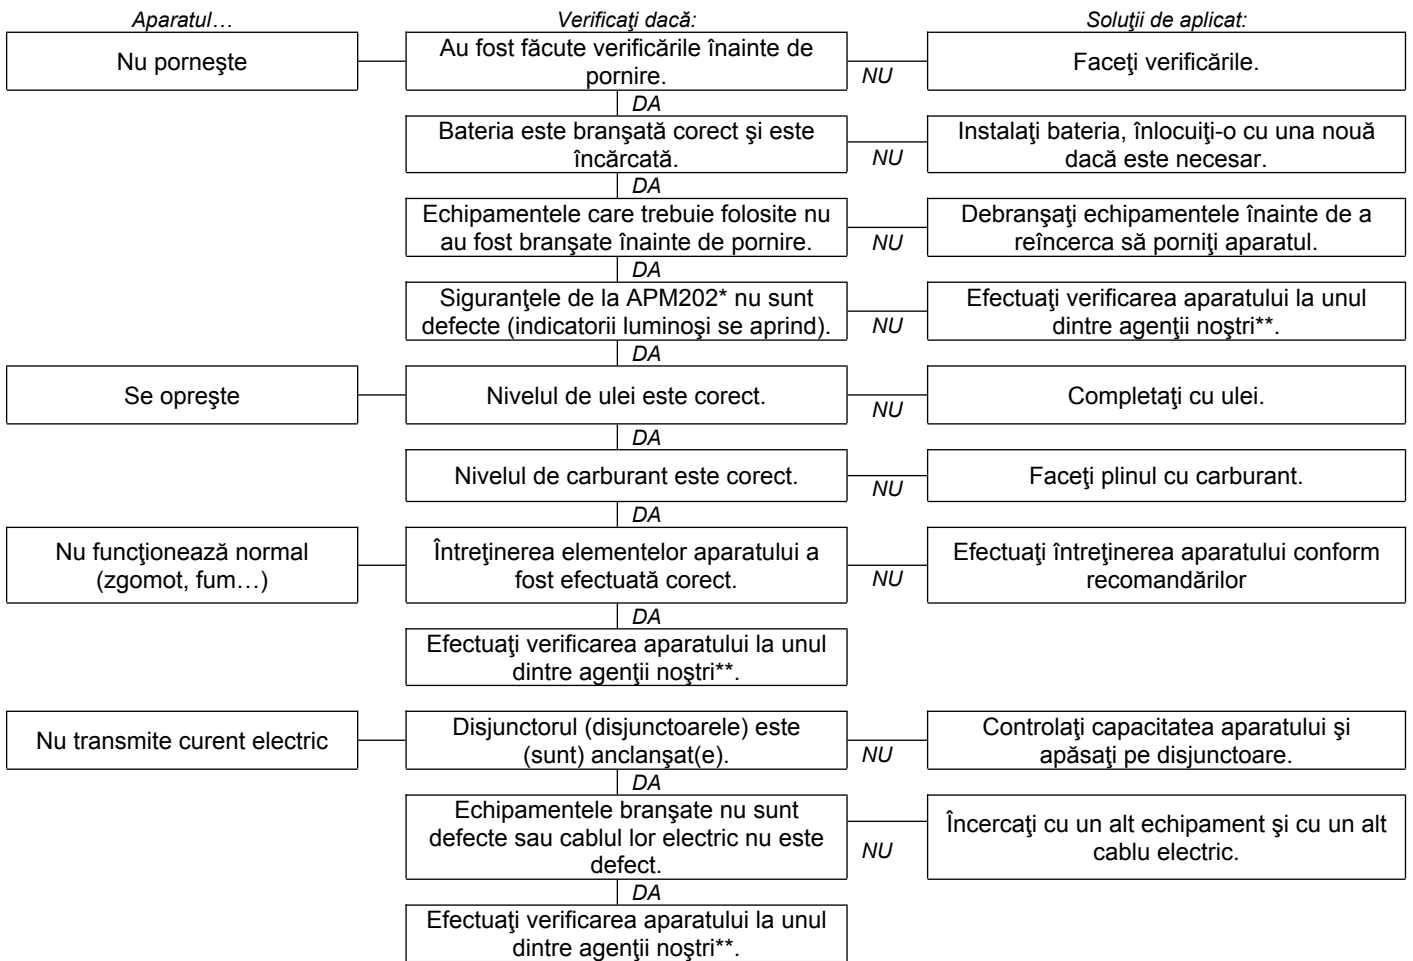 Aparatul… Verificaţi dacă: Soluţii de aplicat:
Nu porneşte
Au fost făcute verificările înainte de
pornire.
NU
Faceţi verificările.
DA
Bateria este branşată corect şi este
încărcată.
NU
Instalaţi bateria, înlocuiţi-o cu una nouă
dacă este necesar.
DA
Echipamentele care trebuie folosite nu
au fost branşate înainte de pornire.
NU
Debranşaţi echipamentele înainte de a
reîncerca să porniţi aparatul.
DA
Siguranţele de la APM202* nu sunt
defecte (indicatorii luminoşi se aprind).
NU
Efectuaţi verificarea aparatului la unul
dintre agenţii noştri**.
DA
Se opreşte
Nivelul de ulei este corect.
NU
Completaţi cu ulei.
DA
Nivelul de carburant este corect.
NU
Faceţi plinul cu carburant.
DA
Nu funcţionează normal
(zgomot, fum…)
Întreţinerea elementelor aparatului a
fost efectuată corect.
NU
Efectuaţi întreţinerea aparatului conform
recomandărilor
DA
Efectuaţi verificarea aparatului la unul
dintre agenţii noştri**.
Nu transmite curent electric
Disjunctorul (disjunctoarele) este
(sunt) anclanşat(e).
NU
Controlaţi capacitatea aparatului şi
apăsaţi pe disjunctoare.
DA
Echipamentele branşate nu sunt
defecte sau cablul lor electric nu este
defect.
NU
Încercaţi cu un alt echipament şi cu un alt
cablu electric.
DA
Efectuaţi verificarea aparatului la unul
dintre agenţii noştri**.